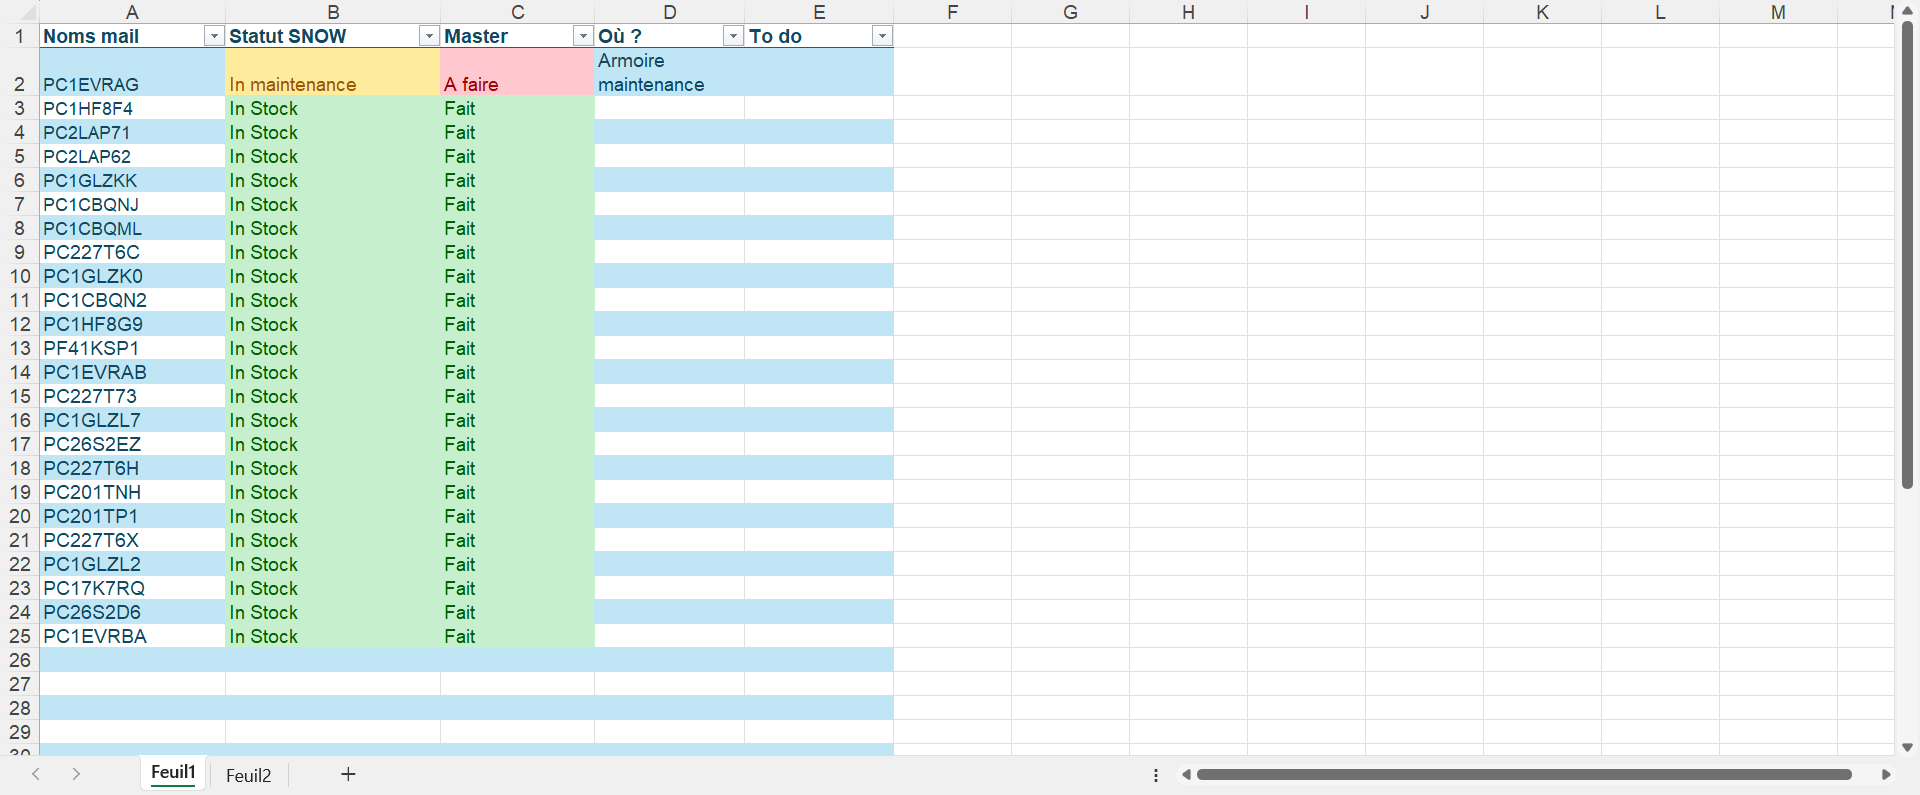 A B C D E F G H I J K L M
1 Noms mail Statut SNOW Master Où ? To do
Armoire
2 PC1EVRAG In maintenance A faire maintenance
3 PC1HF8F4 In Stock Fait
4 PC2LAP71 In Stock Fait
5 PC2LAP62 In Stock Fait
6 PC1GLZKK In Stock Fait
7 PC1CBQNJ In Stock Fait
8 PC1CBQML In Stock Fait
9 PC227T6C In Stock Fait
10 PC1GLZK0 In Stock Fait
11 PC1CBQN2 In Stock Fait
12 PC1HF8G9 In Stock Fait
13 PF41KSP1 In Stock Fait
14 PC1EVRAB In Stock Fait
15 PC227T73 In Stock Fait
16 PC1GLZL7 In Stock Fait
17 PC26S2EZ In Stock Fait
18 PC227T6H In Stock Fait
19 PC201TNH In Stock Fait
20 PC201TP1 In Stock Fait
21 PC227T6X In Stock Fait
22 PC1GLZL2 In Stock Fait
23 PC17K7RQ In Stock Fait
24 PC26S2D6 In Stock Fait
25 PC1EVRBA In Stock Fait
26
27
28
29
30
Feuil1 Feuil2